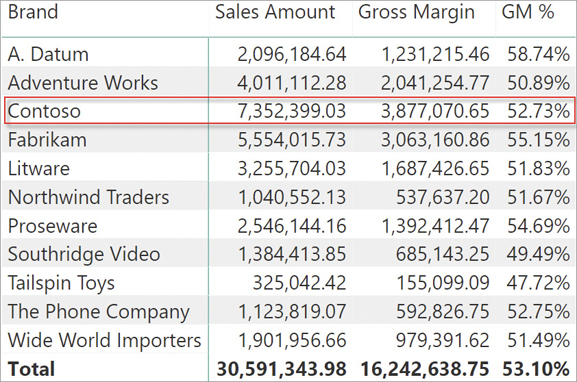 Brand Sales Amount Gross Margin GM %
A. Datum 2,096,184.64 1,231,215.46 58.74%
Adventure Works 4,011,112.28 2,041,254.77 50.89%
Contoso 7,352,399.03 3,877,070.65 52.73%
Fabrikam 5,554,015.73 3,063,160.86 55.15%
Litware 3,255,704.03 1,687,426.65 51.83%
Northwind Traders 1,040,552.13 537,637.20 51.67%
Proseware 2,546,144.16 1,392,412.47 54.69%
Southridge Video 1,384,413.85 685,143.25 49.49%
Tailspin Toys 325,042.42 155,099.09 47.72%
The Phone Company 1,123,819.07 592,826.75 52.75%
Wide World Importers 1,901,956.66 979,391.62 51.49%
Total 30,591,343.98 16,242,638.75 53.10%